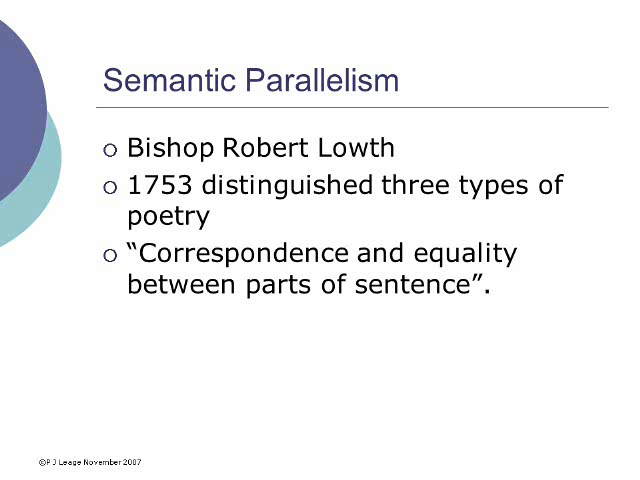 Semantic Parallelism
Bishop Robert Lowth
1753 distinguished three types of
poetry
“Correspondence and equality
between parts of sentence”.
©P J Leage November 2007